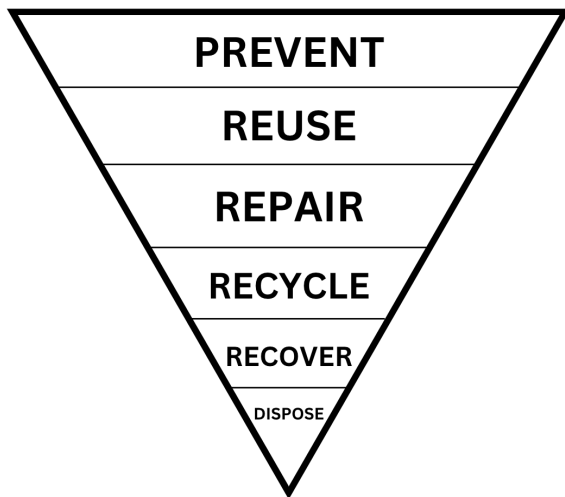 PREVENT
REUSE
REPAIR
RECYCLE
RECOVER
DISPOSE